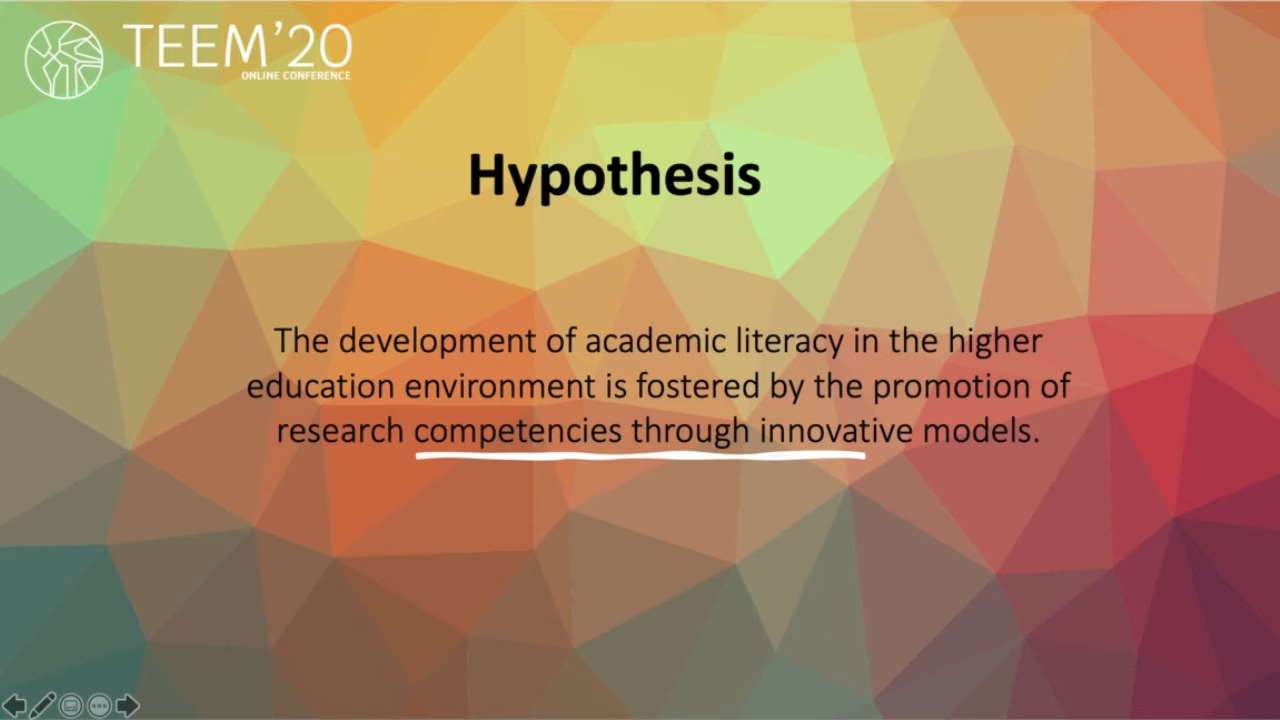 TEEM'20
ONLINE CONFERENCE
Hypothesis
The development of academic literacy in the higher
education environment is fostered by the promotion of
research competencies through innovative models.